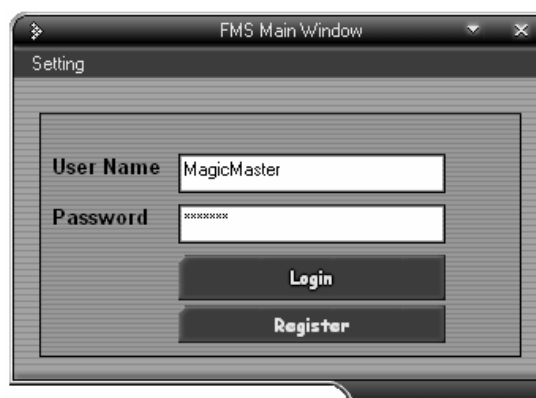 FMS Main Window
Setting
User Name MagicMaster
Password *******
Login
Register